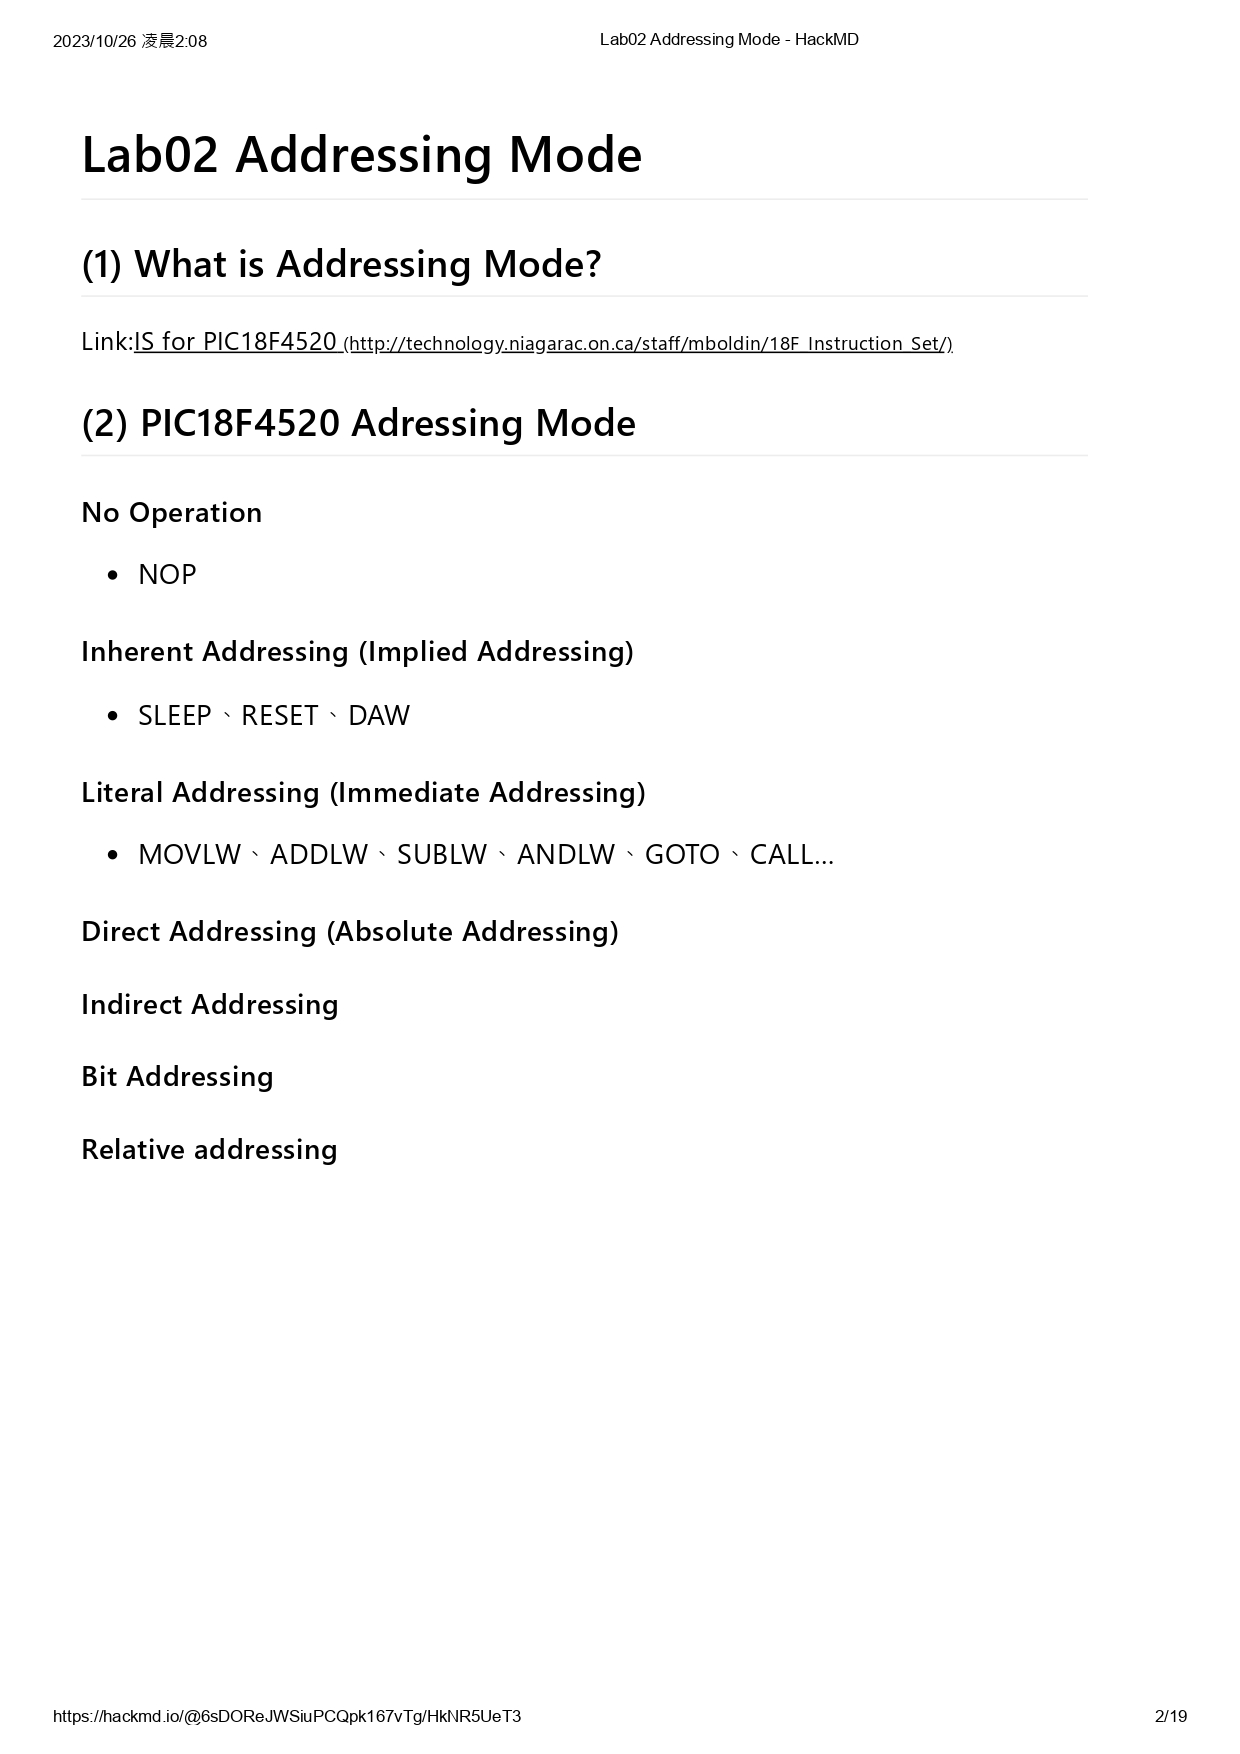 2023/10/26 凌晨2:08
Lab02 Addressing Mode - HackMD
Lab02 Addressing Mode
(1) What is Addressing Mode?
Link:IS for PIC18F4520 (http://technology.niagarac.on.ca/staff/mboldin/18F_Instruction_Set/)
(2) PIC18F4520 Adressing Mode
No Operation
• NOP
Inherent Addressing (Implied Addressing)
• SLEEP、RESET、DAW
Literal Addressing (Immediate Addressing)
• MOVLW、ADDLW、SUBLW、ANDLW、GOTO、CALL...
Direct Addressing (Absolute Addressing)
Indirect Addressing
Bit Addressing
Relative addressing
https://hackmd.io/@6sDOReJWSiuPCQpk167vTg/HkNR5UeT3
2/19